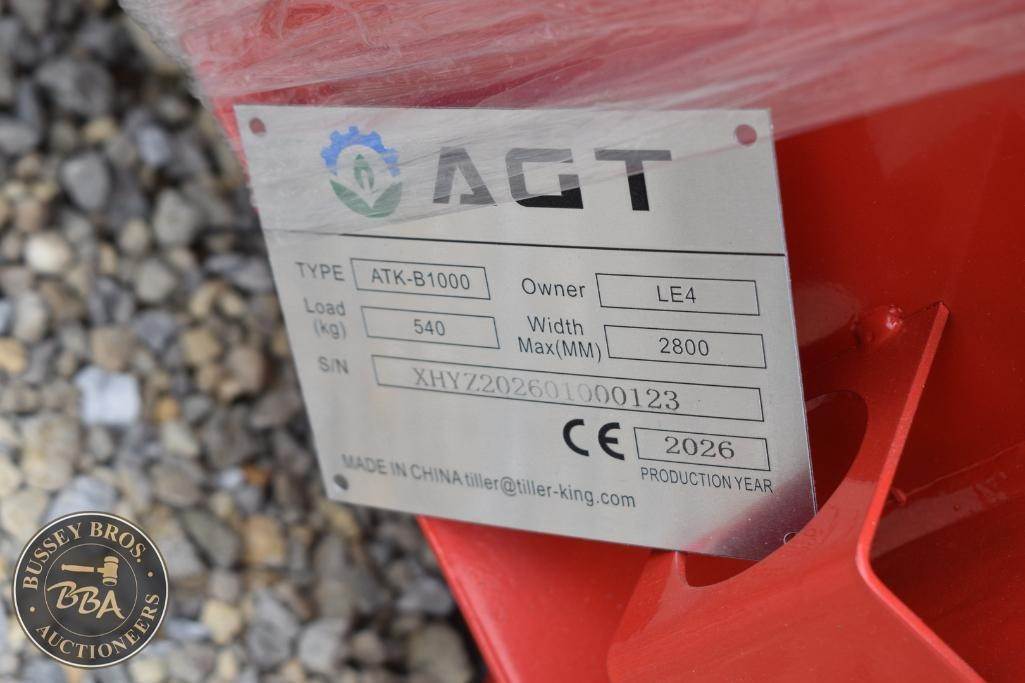 AGT
TYPE ATK-B1000 Owner LE4
Load (kg) 540 Width Max(MM) 2800
S/N XHYZ202601000123
CE 2026
PRODUCTION YEAR
MADE IN CHINA tiller@tiller-king.com
BUSSEY BROS.
BBA
AUCTIONEERS